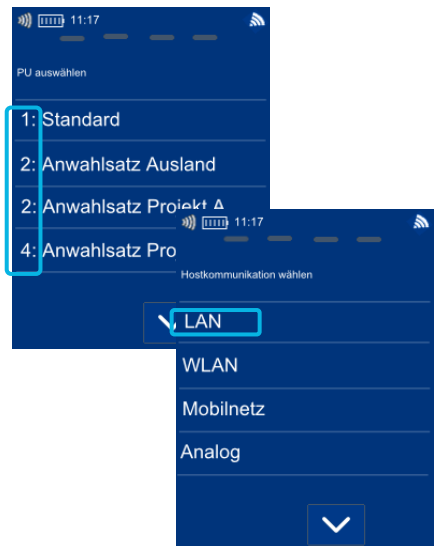 11:17
PU auswählen
1: Standard
2: Anwahlsatz Ausland
2: Anwahlsatz Projekt A
4: Anwahlsatz Pro
11:17
Hostkommunikation wählen
LAN
WLAN
Mobilnetz
Analog